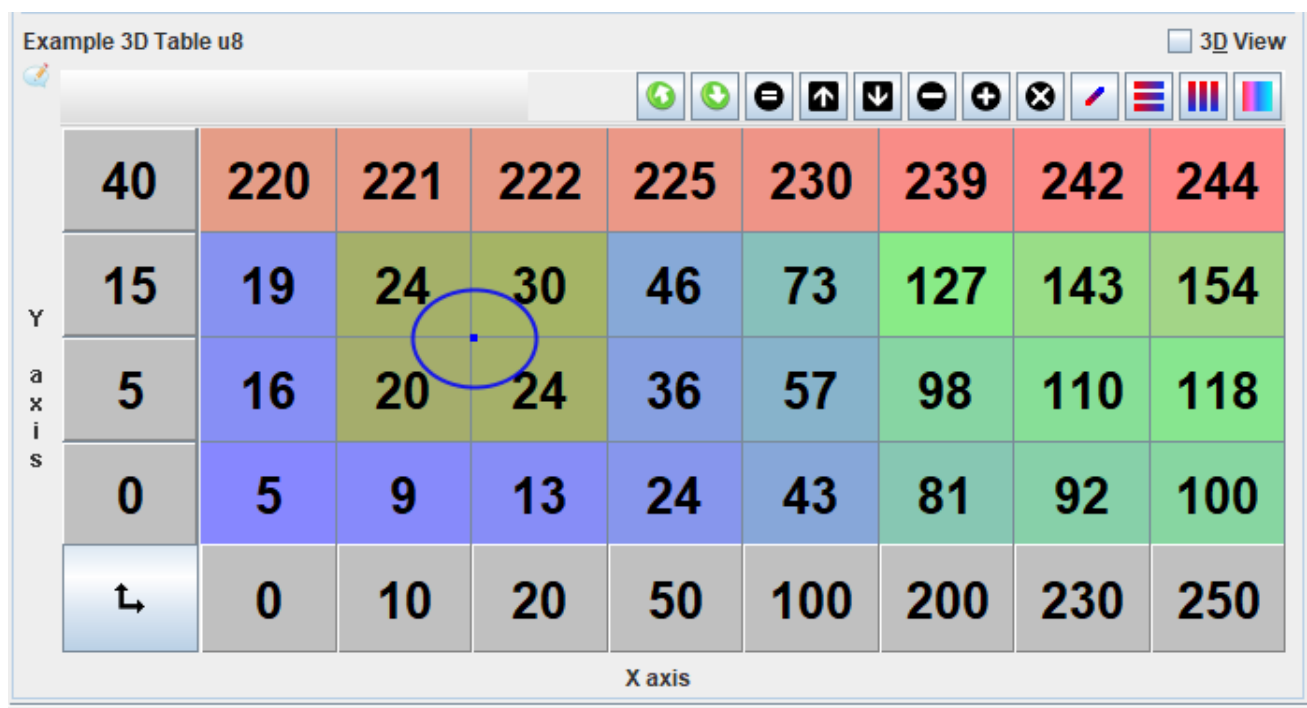 Example 3D Table u8
3D View
40 220 221 222 225 230 239 242 244
15 19 24 30 46 73 127 143 154
5 16 20 24 36 57 98 110 118
0 5 9 13 24 43 81 92 100
0 10 20 50 100 200 230 250
Y axis
X axis